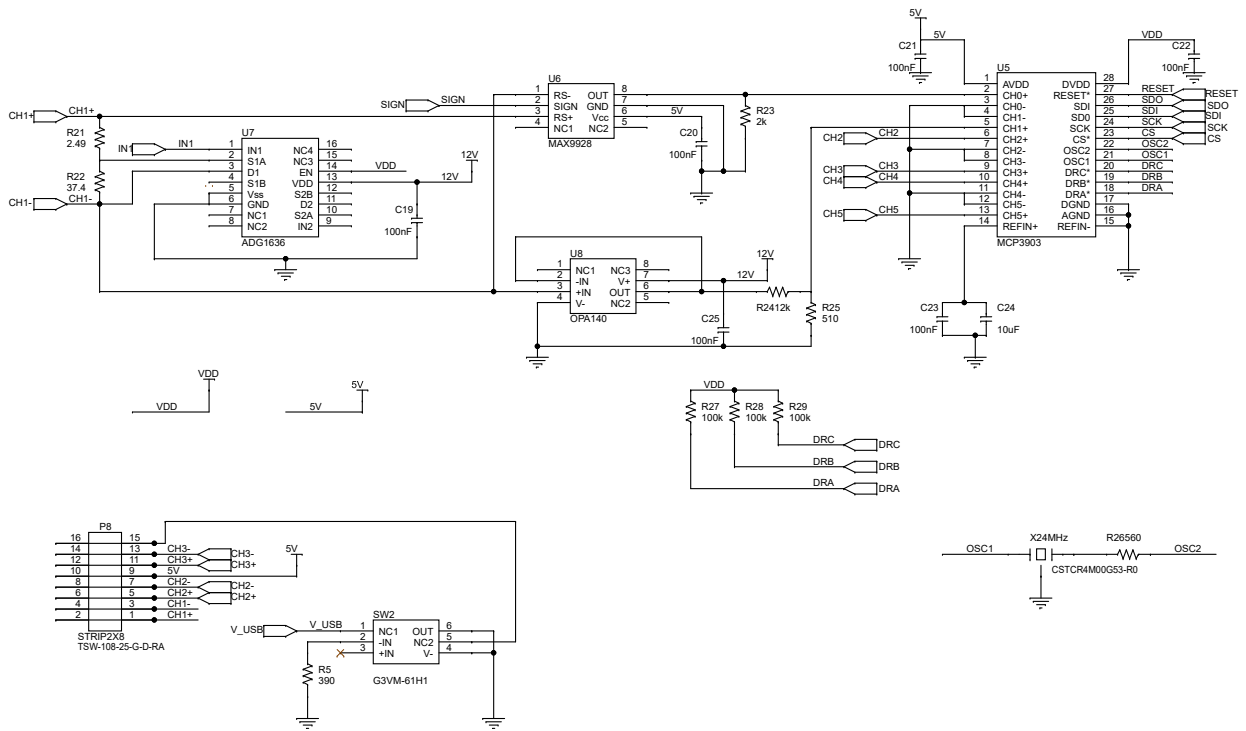 5V
VDD
C21
5V
C22
100nF
100nF
U5
1 AVDD DVDD 28
2 CH0+ RESET* 27 RESET RESET
3 CH0- SDI 26 SDO SDO
4 CH1- SD0 25 SDI SDI
5 CH1+ SCK 24 SCK SCK
CH2 CH2 6 CH2+ CS* 23 CS CS
7 CH2- OSC2 22 OSC2
8 CH3- OSC1 21 OSC1
CH3 CH3 9 CH3+ DRC* 20 DRC
CH4 CH4 10 CH4+ DRB* 19 DRB
11 CH4- DRA* 18 DRA
12 CH5- DGND 17
CH5 CH5 13 CH5+ AGND 16
14 REFIN+ REFIN- 15
MCP3903
U6
1 RS- OUT 8
SIGN SIGN 2 SIGN GND 7
3 RS+ Vcc 6 5V
4 NC1 NC2 5
MAX9928
C20
100nF
R23
2k
CH1+ CH1+
R21
2.49
R22
37.4
CH1- CH1-
U7
IN1 IN1 1 IN1 NC4 16
2 S1A NC3 15
3 D1 EN 14 VDD
4 S1B VDD 13 12V 12V
5 Vss S2B 12
6 GND D2 11
7 NC1 S2A 10
8 NC2 IN2 9
ADG1636
C19
100nF
U8
1 NC1 NC3 8
2 -IN V+ 7 12V 12V
3 +IN OUT 6
4 V- NC2 5
OPA140
C25
100nF
R2412k
R25
510
C23
100nF
C24
10uF
VDD
VDD
5V
5V
VDD
R27
100k
R28
100k
R29
100k
DRC DRC
DRB DRB
DRA DRA
P8
16 15
14 13 CH3- CH3-
12 11 CH3+ CH3+
10 9 5V 5V
8 7 CH2- CH2-
6 5 CH2+ CH2+
4 3 CH1-
2 1 CH1+
STRIP2X8
TSW-108-25-G-D-RA
SW2
V_USB V_USB 1 NC1 OUT 6
2 -IN NC2 5
3 +IN V- 4
G3VM-61H1
R5
390
OSC1
X24MHz
R26560
OSC2
CSTCR4M00G53-R0